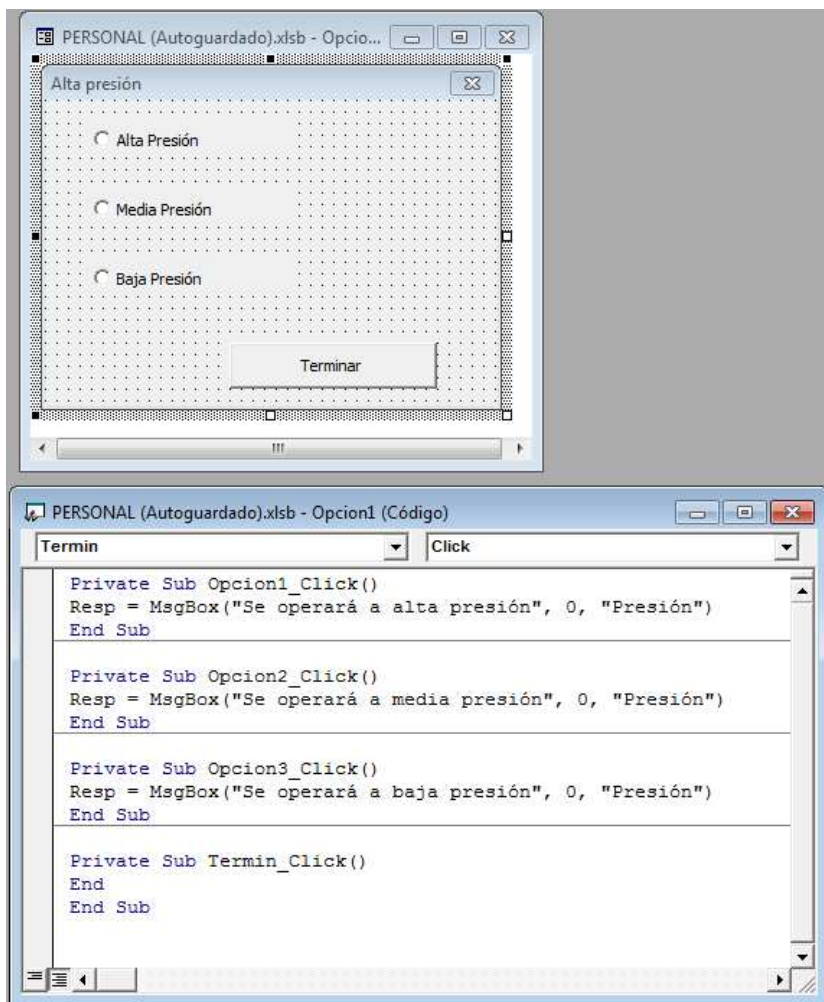 PERSONAL (Autoguardado).xlsb - Opcio...
Alta presión
Alta Presión
Media Presión
Baja Presión
Terminar
PERSONAL (Autoguardado).xlsb - Opcion1 (Código)
Termin
Click
Private Sub Opcion1_Click()
Resp = MsgBox("Se operará a alta presión", 0, "Presión")
End Sub
Private Sub Opcion2_Click()
Resp = MsgBox("Se operará a media presión", 0, "Presión")
End Sub
Private Sub Opcion3_Click()
Resp = MsgBox("Se operará a baja presión", 0, "Presión")
End Sub
Private Sub Termin_Click()
End
End Sub